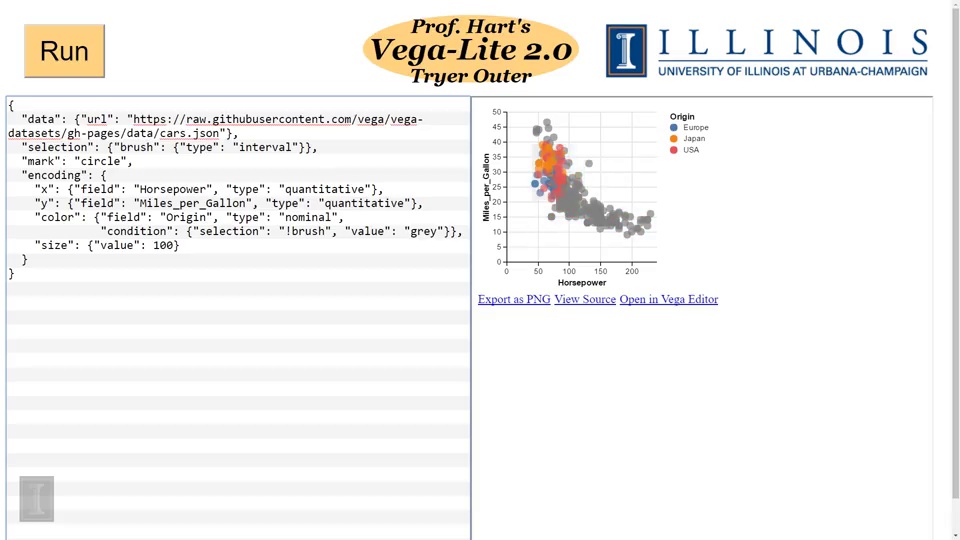 Run
Prof. Hart's
Vega-Lite 2.0
Tryer Outer
I
ILLINOIS
UNIVERSITY OF ILLINOIS AT URBANA-CHAMPAIGN
{
"data": {"url": "https://raw.githubusercontent.com/vega/vega-
datasets/gh-pages/data/cars.json"},
"selection": {"brush": {"type": "interval"}},
"mark": "circle",
"encoding": {
"x": {"field": "Horsepower", "type": "quantitative"},
"y": {"field": "Miles_per_Gallon", "type": "quantitative"},
"color": {"field": "Origin", "type": "nominal",
"condition": {"selection": "!brush", "value": "grey"}},
"size": {"value": 100}
}
}
50
45
40
35
30
25
20
15
10
5
0
Miles_per_Gallon
0 50 100 150 200
Horsepower
Origin
Europe
Japan
USA
Export as PNG View Source Open in Vega Editor
I